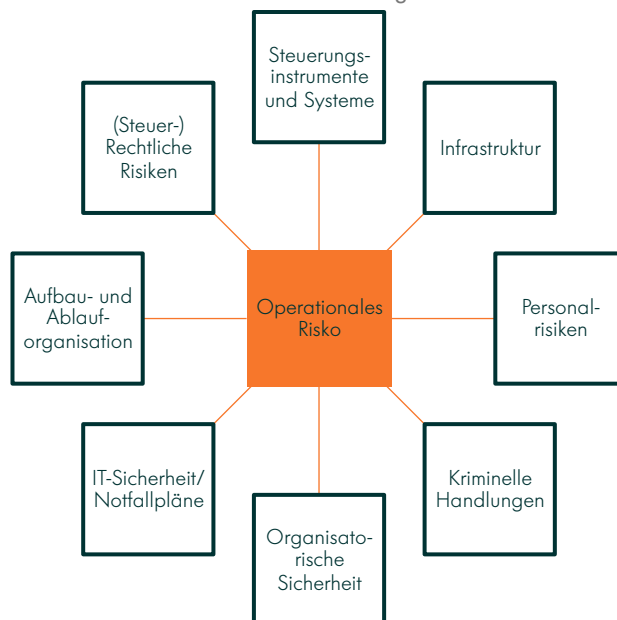 Steuerungs-
instrumente
und Systeme
(Steuer-)
Rechtliche
Risiken
Infrastruktur
Aufbau- und
Ablauf-
organisation
Operationales
Risko
Personal-
risiken
IT-Sicherheit/
Notfallpläne
Kriminelle
Handlungen
Organisato-
rische
Sicherheit